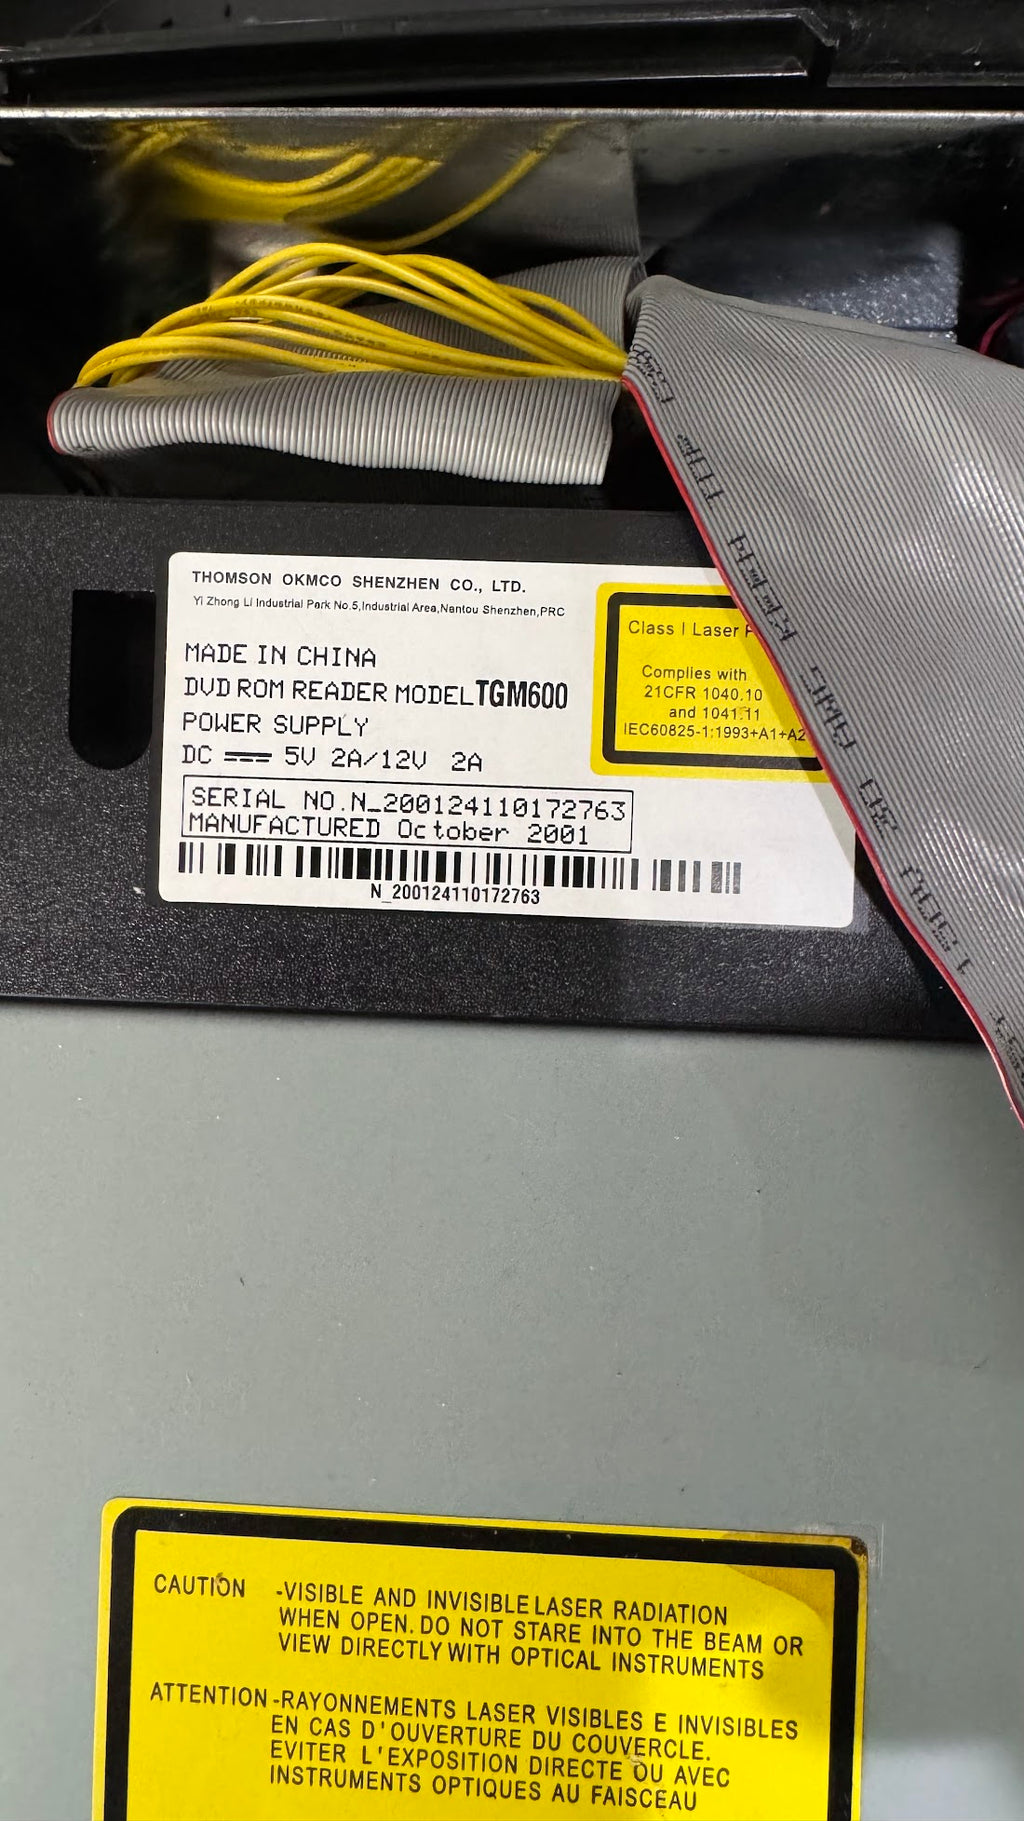 THOMSON OKMCO SHENZHEN CO., LTD.
Yi Zhong Li Industrial Park No.5,Industrial Area,Nantou Shenzhen,PRC
MADE IN CHINA
DVD ROM READER MODEL TGM600
POWER SUPPLY
DC 5V 2A/12V 2A
SERIAL NO.N_200124110172763
MANUFACTURED October 2001
N_200124110172763
Class I Laser
Complies with
21CFR 1040.10
and 1041.11
IEC60825-1:1993+A1+A2
CAUTION -VISIBLE AND INVISIBLE LASER RADIATION
WHEN OPEN. DO NOT STARE INTO THE BEAM OR
VIEW DIRECTLY WITH OPTICAL INSTRUMENTS
ATTENTION -RAYONNEMENTS LASER VISIBLES E INVISIBLES
EN CAS D'OUVERTURE DU COUVERCLE.
EVITER L'EXPOSITION DIRECTE OU AVEC
INSTRUMENTS OPTIQUES AU FAISCEAU